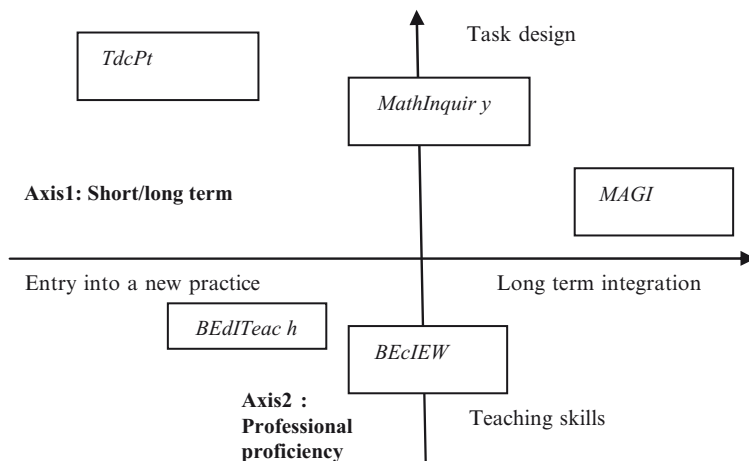 Task design
TdcPt
MathInquir y
Axis1: Short/long term
MAGI
Entry into a new practice
Long term integration
BEdITeac h
BEcIEW
Axis2 :
Professional
proficiency
Teaching skills